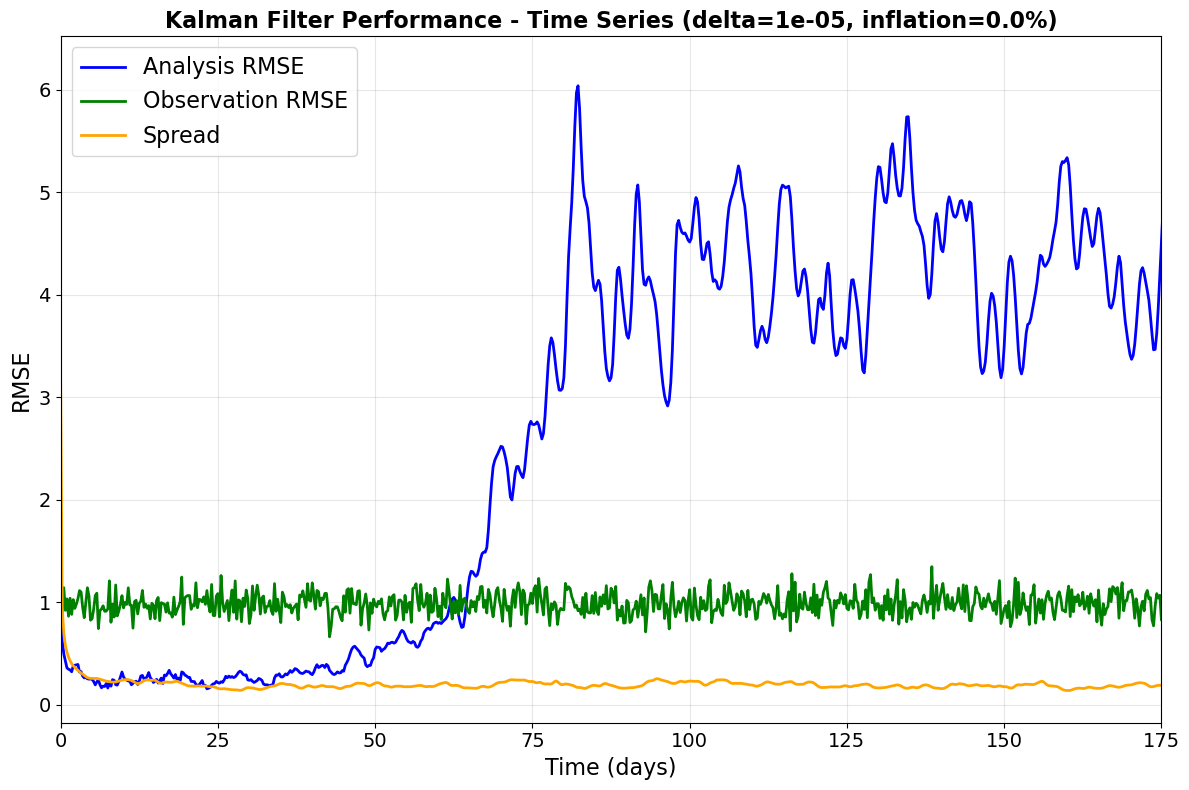 Kalman Filter Performance - Time Series (delta=1e-05, inflation=0.0%)
Analysis RMSE
Observation RMSE
Spread
RMSE
6
5
4
3
2
1
0
0 25 50 75 100 125 150 175
Time (days)